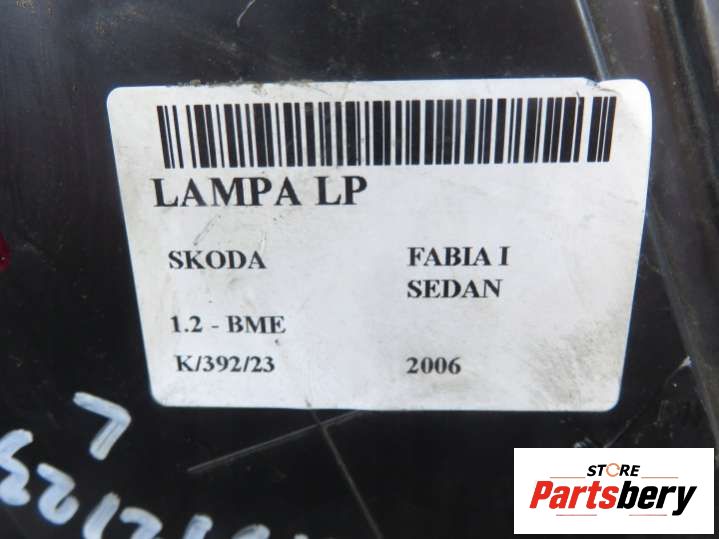 LAMPA LP
SKODA FABIA I
SEDAN
1.2 - BME
K/392/23 2006
L
STORE
Partsbery